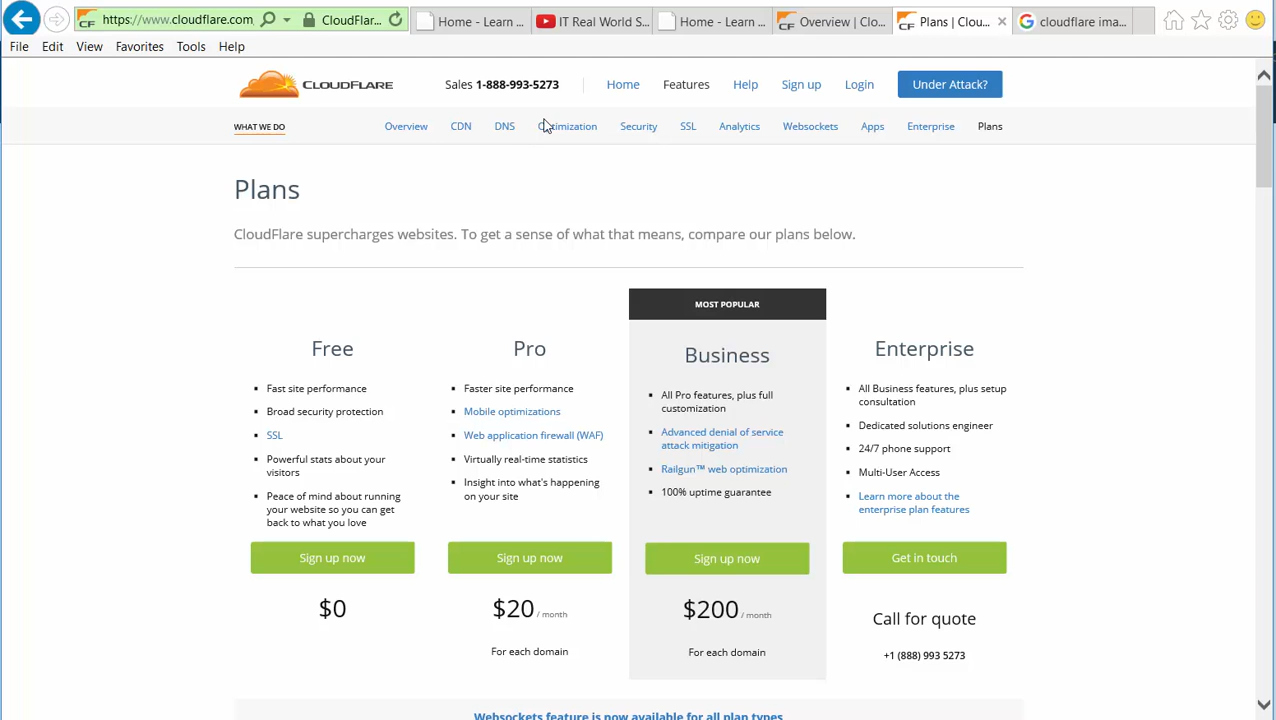 https://www.cloudflare.com
CloudFlar...
Home - Learn ...
IT Real World S...
Home - Learn ...
Overview | Clo...
Plans | Clou...
cloudflare ima...
File Edit View Favorites Tools Help
CLOUDFLARE
Sales 1-888-993-5273
Home Features Help Sign up Login Under Attack?
WHAT WE DO
Overview CDN DNS Optimization Security SSL Analytics Websockets Apps Enterprise Plans
Plans
CloudFlare supercharges websites. To get a sense of what that means, compare our plans below.
Free
Fast site performance
Broad security protection
SSL
Powerful stats about your
visitors
Peace of mind about running
your website so you can get
back to what you love
Sign up now
$0
Pro
Faster site performance
Mobile optimizations
Web application firewall (WAF)
Virtually real-time statistics
Insight into what's happening
on your site
Sign up now
$20 / month
For each domain
MOST POPULAR
Business
All Pro features, plus full
customization
Advanced denial of service
attack mitigation
Railgun™ web optimization
100% uptime guarantee
Sign up now
$200 / month
For each domain
Enterprise
All Business features, plus setup
consultation
Dedicated solutions engineer
24/7 phone support
Multi-User Access
Learn more about the
enterprise plan features
Get in touch
Call for quote
+1 (888) 993 5273
Websockets feature is now available for all plan types